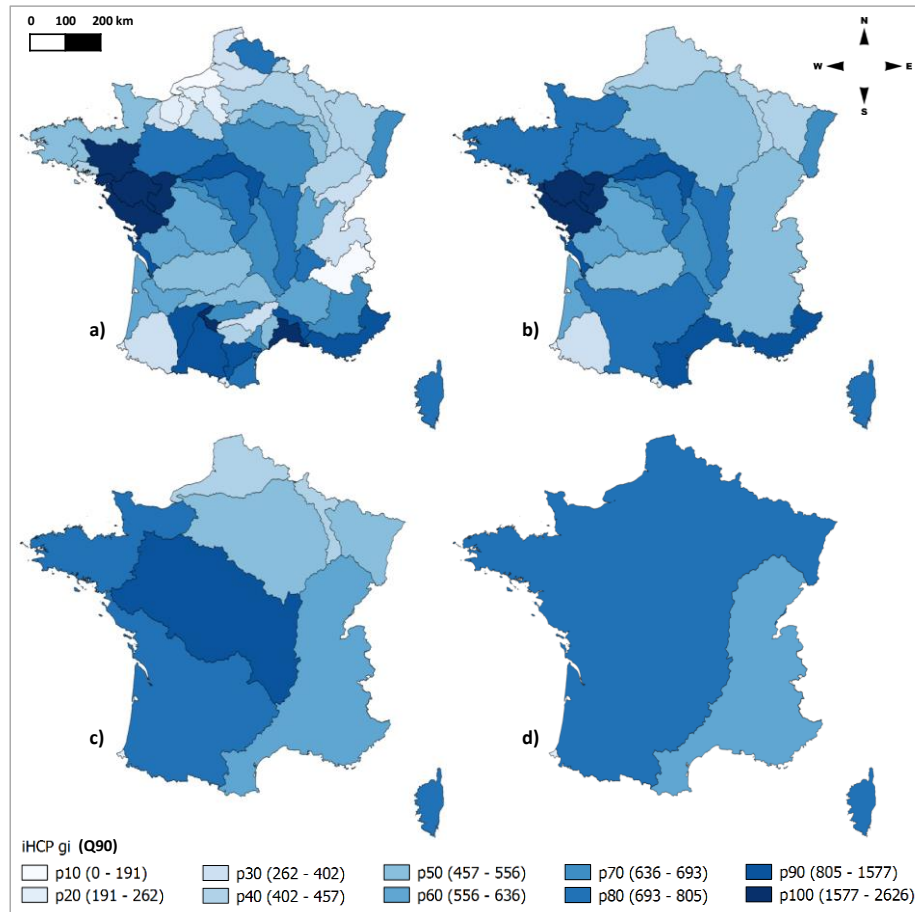 0 100 200 km
N
W E
S
a)
b)
c)
d)
iHCP gi (Q90)
p10 (0 - 191) p30 (262 - 402) p50 (457 - 556) p70 (636 - 693) p90 (805 - 1577)
p20 (191 - 262) p40 (402 - 457) p60 (556 - 636) p80 (693 - 805) p100 (1577 - 2626)